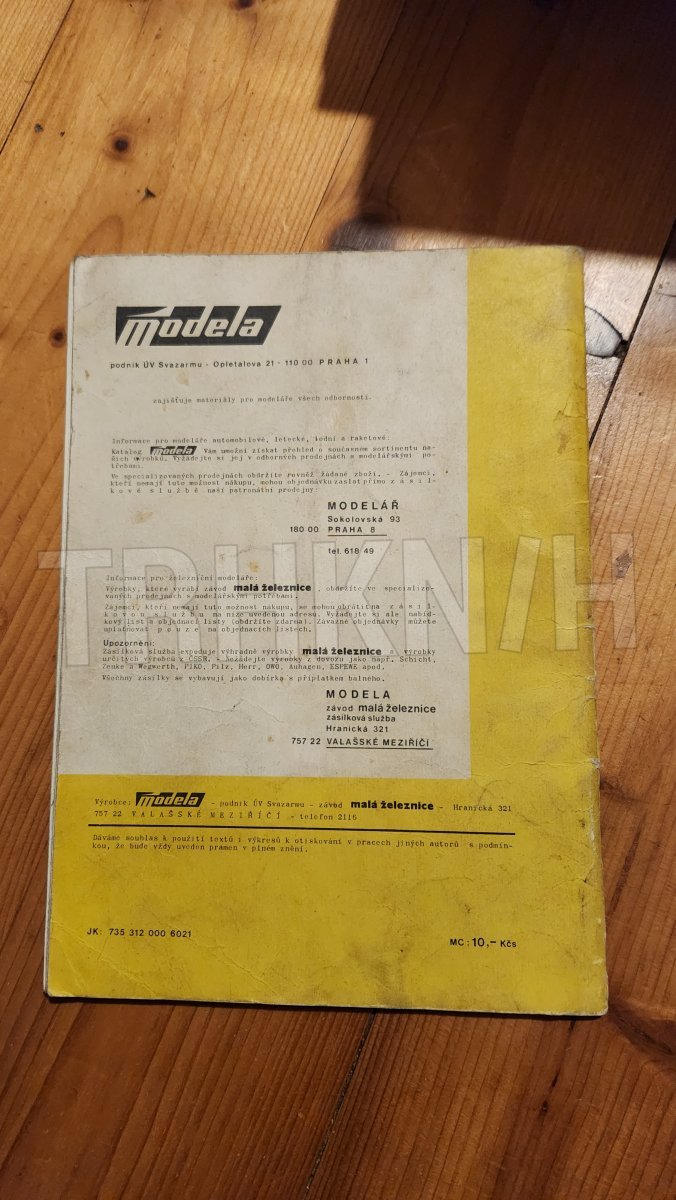 modela
podnik ÚV Svazarmu - Opletalova 21 - 110 00 PRAHA 1
zajišťuje materiály pro modeláře všech odborností.
Informace pro modeláře automobilové, letecké, lodní a raketové:
Katalog modela Vám umožní získat přehled o současném sortimentu na-
šich výrobků. Vyžádejte si jej v odborných prodejnách s modelářskými po-
třebami.
Ve specializovaných prodejnách obdržíte rovněž žádané zboží. - Zájemci,
kteří nemají tuto možnost nákupu, mohou objednávku zaslat přímo z á s i l -
k o v é s l u ž b ě naší patronátní prodejny:
MODELÁŘ
Sokolovská 93
180 00 PRAHA 8
tel. 618 49
Informace pro železniční modeláře:
Výrobky, které vyrábí závod malá železnice , obdržíte ve specializo-
vaných prodejnách s modelářskými potřebami.
Zájemci, kteří nemají tuto možnost nákupu, se mohou obrátit na z á s i l -
k o v o u s l u ž b u na níže uvedenou adresu. Vyžádejte si ale nabíd-
kový list a objednací listy (obdržíte zdarma). Závazné objednávky můžete
uplatňovat p o u z e na objednacích listech.
Upozornění:
Zásilková služba expeduje výhradně výrobky malá železnice a výrobky
určitých výrobců z ČSSR. - Nežádejte výrobky z dovozu jako např. Schicht,
Zeuke a Wegwerth, PIKO, Pilz, Herr, OWO, Auhagen, ESPEWE apod.
Všechny zásilky se vybavují jako dobírka s připlatkem balného.
MODELA
závod malá železnice
zásilková služba
Hranická 321
757 22 VALAŠSKÉ MEZIŘÍČÍ
Výrobce: modela - podnik ÚV Svazarmu - závod malá železnice - Hranická 321
757 22 V A L A Š S K É M E Z I Ř Í Č Í - telefon 2116
Dáváme souhlas k použití textů i výkresů k otiskování v pracech jiných autorů s podmín-
kou, že bude vždy uveden pramen v plném znění.
JK: 735 312 000 6021
MC: 10,- Kčs
TRHKNIH